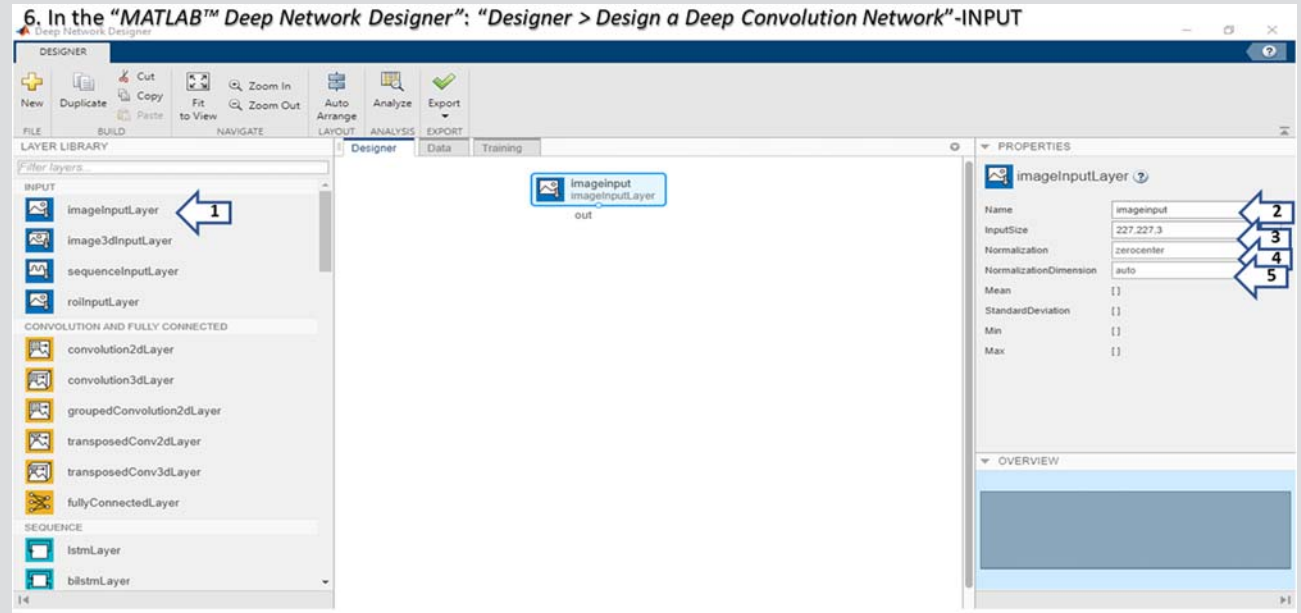 6. In the “MATLAB™ Deep Network Designer”: “Designer > Design a Deep Convolution Network”-INPUT
Deep Network Designer
DESIGNER
?
New
Duplicate
Cut
Copy
Paste
Fit to View
Zoom In
Zoom Out
Auto Arrange
Analyze
Export
FILE
BUILD
NAVIGATE
LAYOUT
ANALYSIS
EXPORT
LAYER LIBRARY
Filter layers...
INPUT
imageInputLayer
1
image3dInputLayer
sequenceInputLayer
roiInputLayer
CONVOLUTION AND FULLY CONNECTED
convolution2dLayer
convolution3dLayer
groupedConvolution2dLayer
transposedConv2dLayer
transposedConv3dLayer
fullyConnectedLayer
SEQUENCE
lstmLayer
bilstmLayer
Designer
Data
Training
imageinput
imageInputLayer
out
PROPERTIES
imageInputLayer ?
Name imageinput 2
InputSize 227,227,3 3
Normalization zerocenter 4
NormalizationDimension auto 5
Mean []
StandardDeviation []
Min []
Max []
OVERVIEW